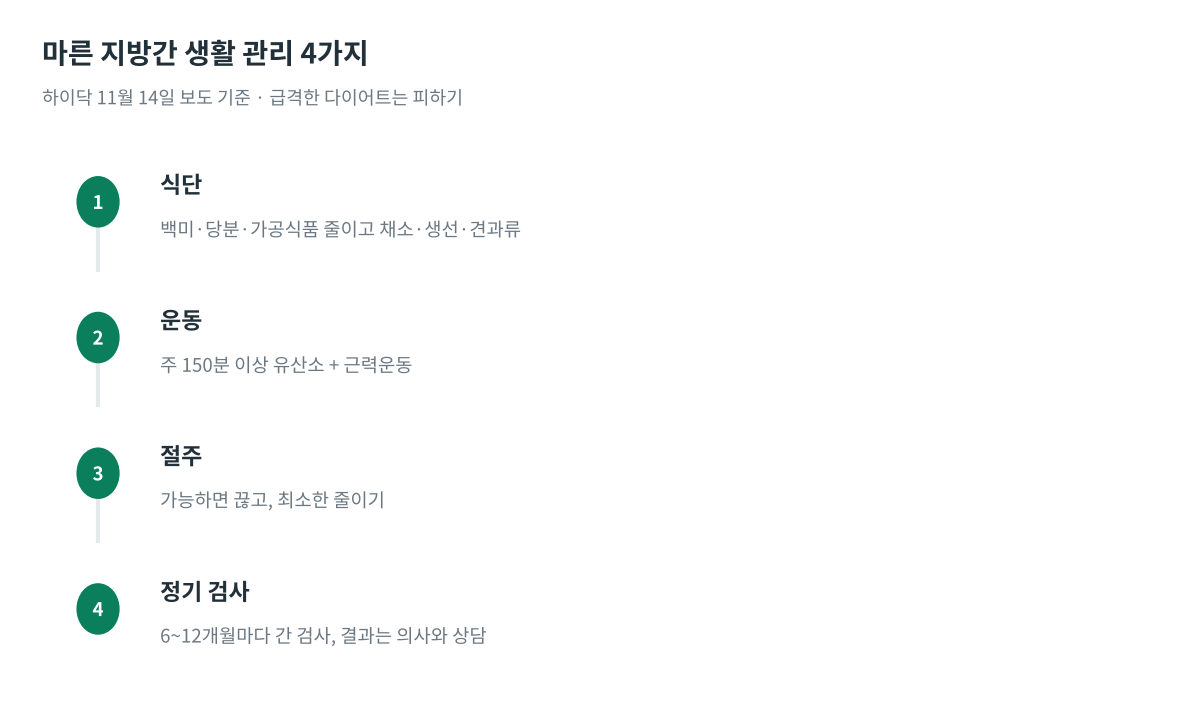 마른 지방간 생활 관리 4가지
하이닥 11월 14일 보도 기준 · 급격한 다이어트는 피하기
1
식단
백미·당분·가공식품 줄이고 채소·생선·견과류
2
운동
주 150분 이상 유산소 + 근력운동
3
절주
가능하면 끊고, 최소한 줄이기
4
정기 검사
6~12개월마다 간 검사, 결과는 의사와 상담